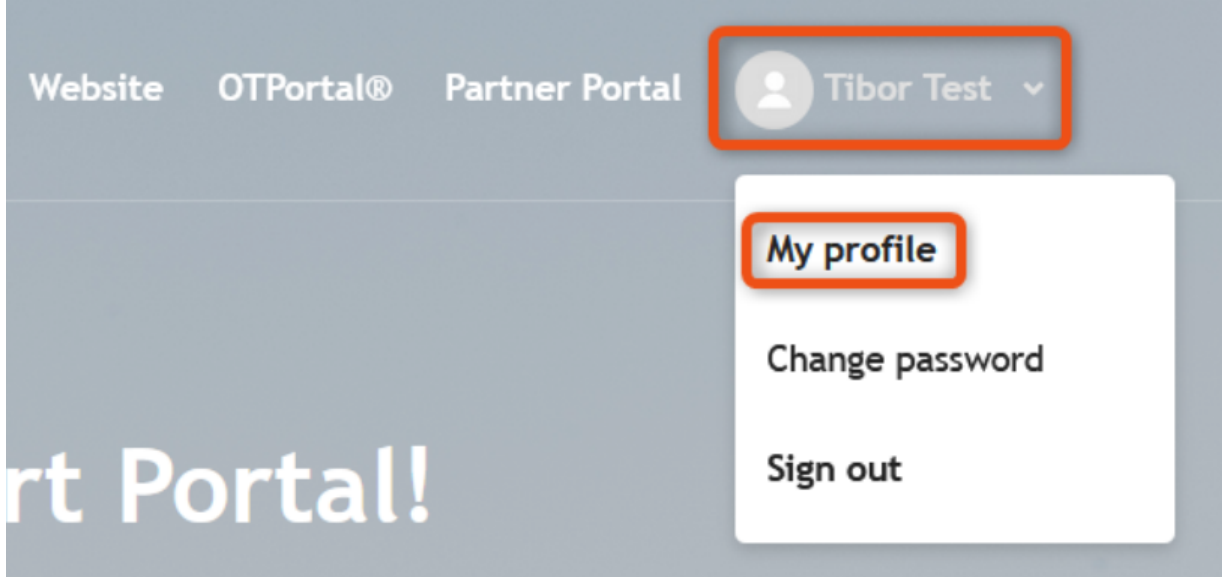 Website OTPortal® Partner Portal Tibor Test
My profile
Change password
rt Portal!
Sign out